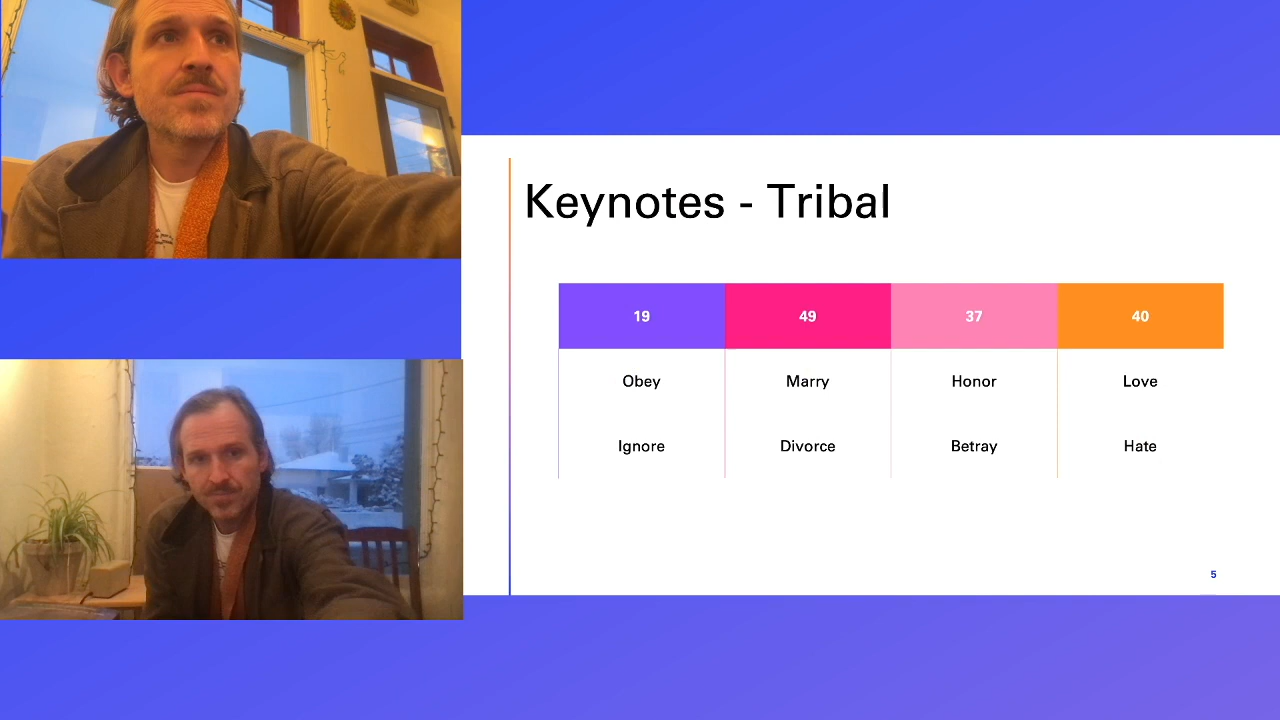 Keynotes - Tribal
19 49 37 40
Obey Marry Honor Love
Ignore Divorce Betray Hate
5